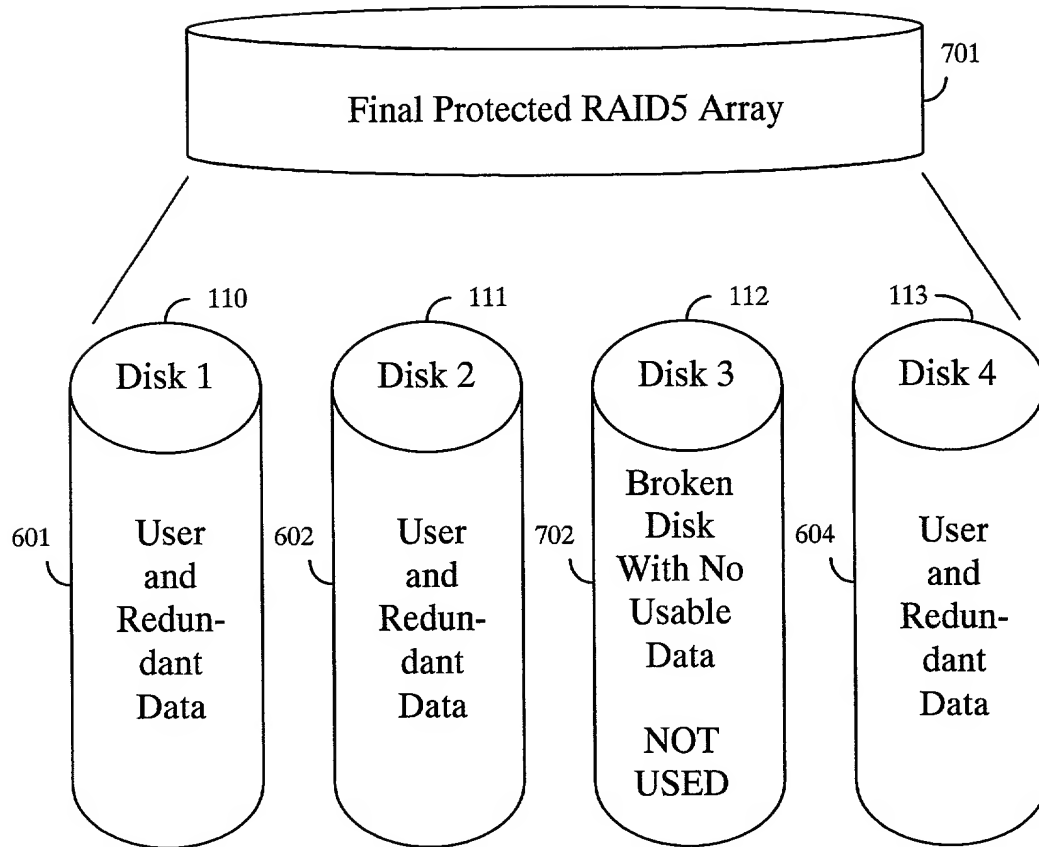 701
Final Protected RAID5 Array
110
111
112
113
Disk 1
Disk 2
Disk 3
Disk 4
601
User
and
Redun-
dant
Data
602
User
and
Redun-
dant
Data
702
Broken
Disk
With No
Usable
Data
NOT
USED
604
User
and
Redun-
dant
Data